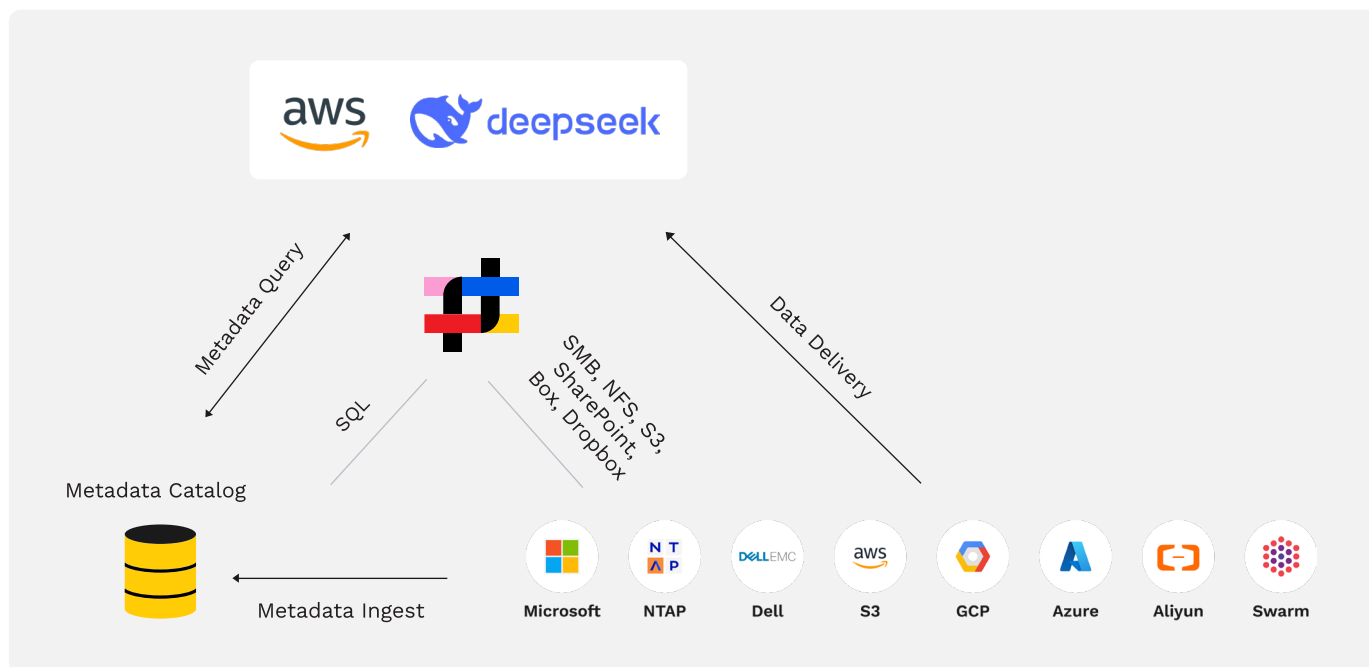 aws
deepseek
Metadata Query
Data Delivery
SMB, NFS, S3,
SharePoint,
Box, Dropbox
SQL
Metadata Catalog
Metadata Ingest
N T
A P
DELLEMC
aws
Microsoft
NTAP
Dell
S3
GCP
Azure
Aliyun
Swarm